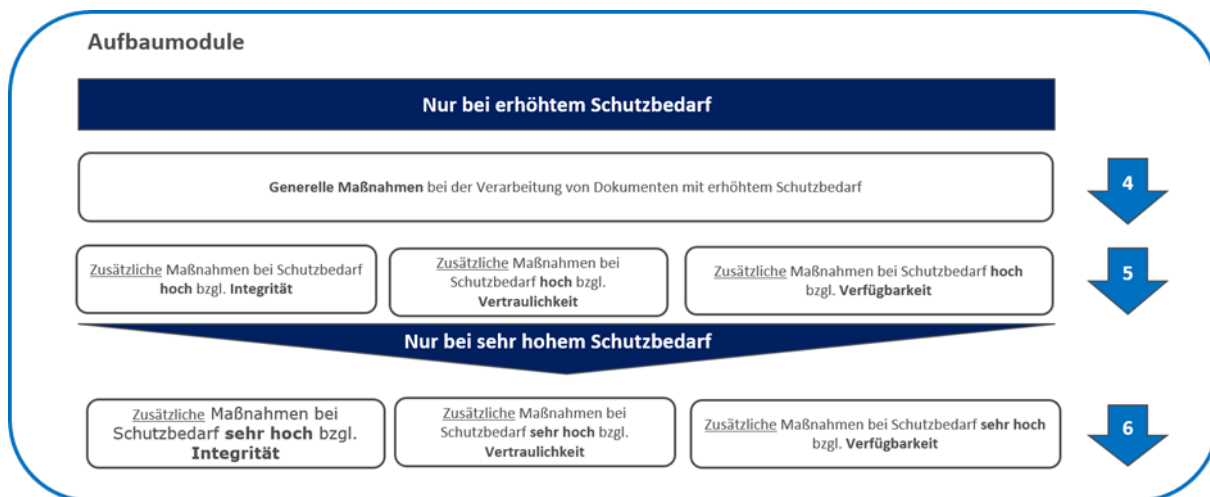 Aufbaumodule
Nur bei erhöhtem Schutzbedarf
Generelle Maßnahmen bei der Verarbeitung von Dokumenten mit erhöhtem Schutzbedarf
4
Zusätzliche Maßnahmen bei Schutzbedarf
hoch bzgl. Integrität
Zusätzliche Maßnahmen bei
Schutzbedarf hoch bzgl.
Vertraulichkeit
Zusätzliche Maßnahmen bei Schutzbedarf hoch
bzgl. Verfügbarkeit
5
Nur bei sehr hohem Schutzbedarf
Zusätzliche Maßnahmen bei
Schutzbedarf sehr hoch bzgl.
Integrität
Zusätzliche Maßnahmen bei
Schutzbedarf sehr hoch bzgl.
Vertraulichkeit
Zusätzliche Maßnahmen bei Schutzbedarf sehr hoch
bzgl. Verfügbarkeit
6